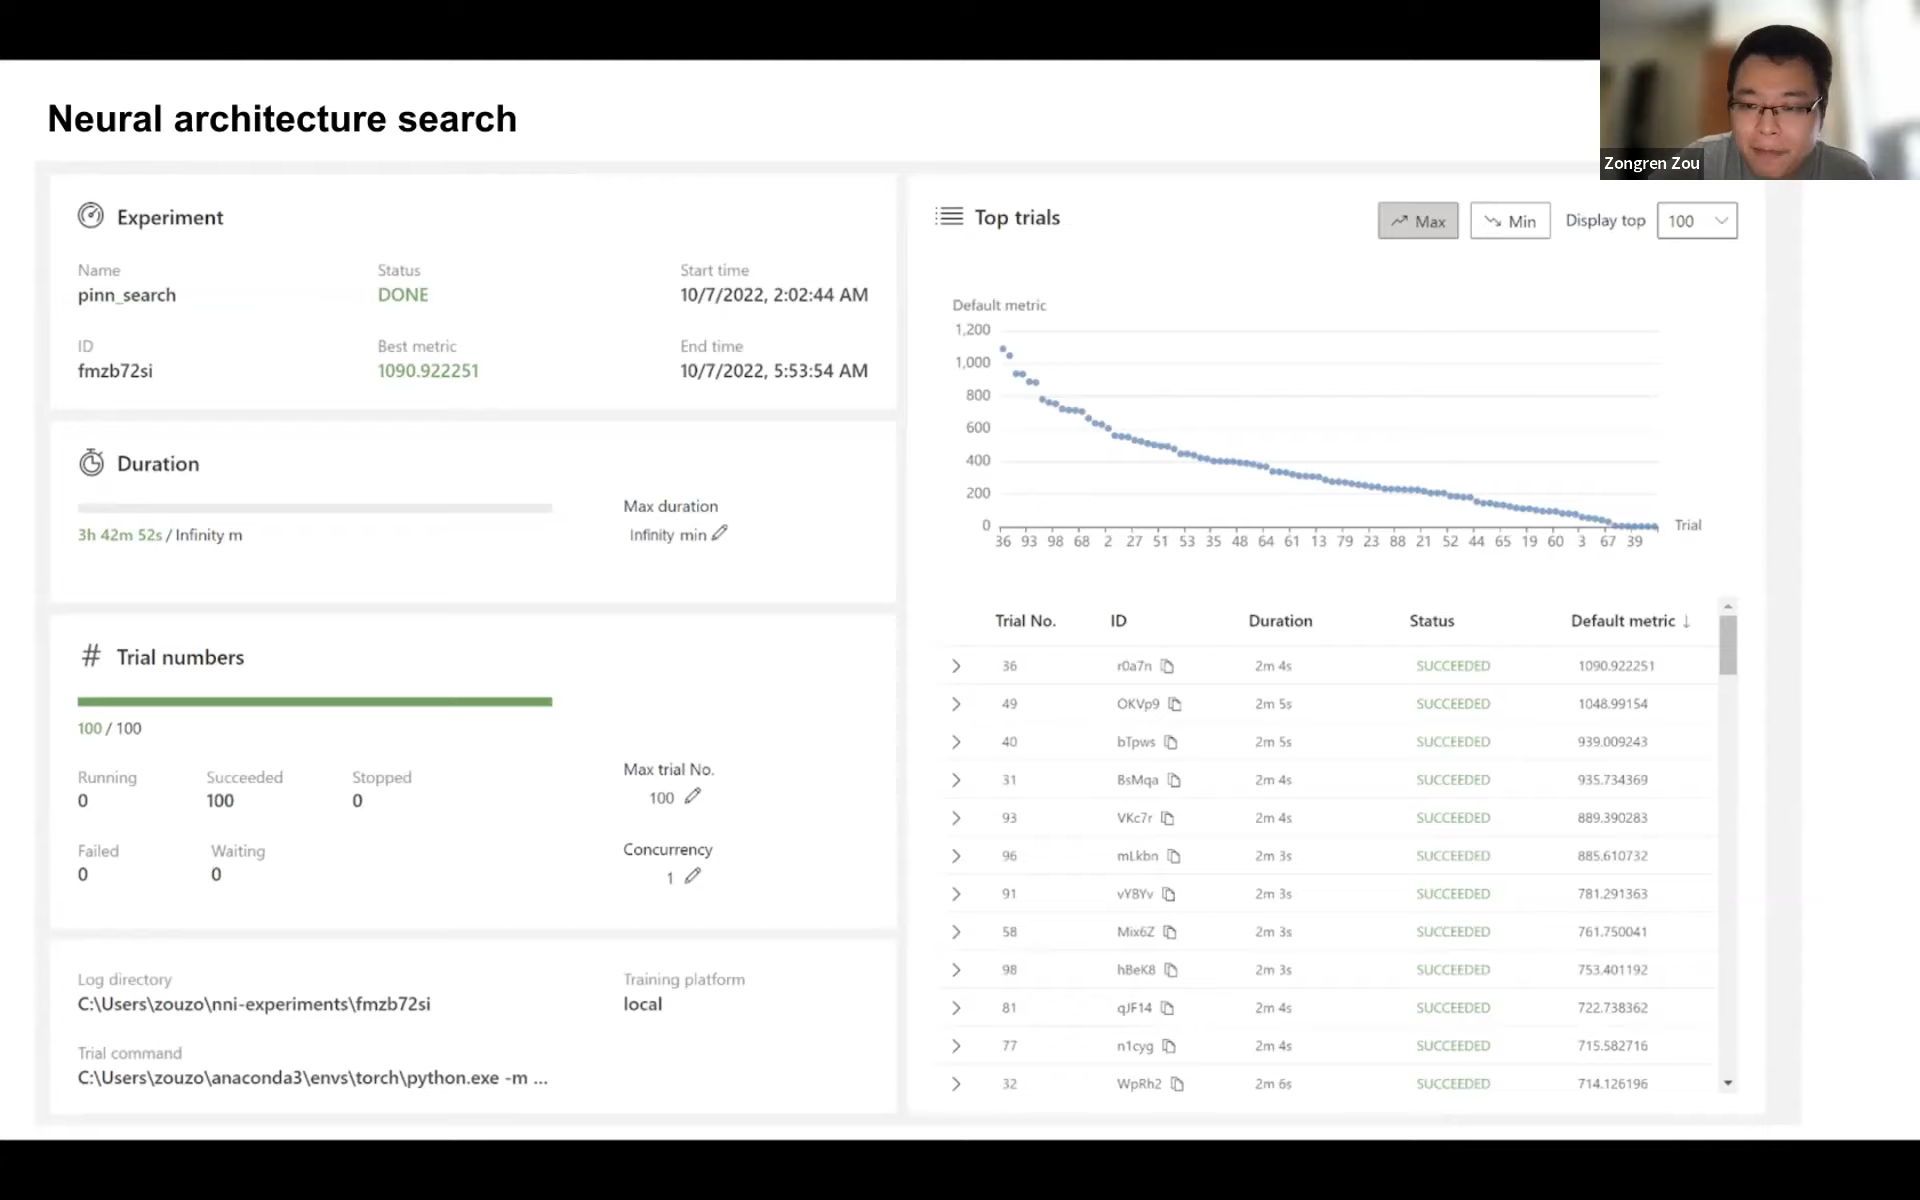 Neural architecture search
Zongren Zou
Experiment
Name Status Start time
pinn_search DONE 10/7/2022, 2:02:44 AM
ID Best metric End time
fmzb72si 1090.922251 10/7/2022, 5:53:54 AM
Duration
Max duration
3h 42m 52s / Infinity m Infinity min
# Trial numbers
100 / 100
Running Succeeded Stopped Max trial No.
0 100 0 100
Failed Waiting Concurrency
0 0 1
Log directory Training platform
C:\Users\zouzo\nni-experiments\fmzb72si local
Trial command
C:\Users\zouzo\anaconda3\envs\torch\python.exe -m ...
Top trials Max Min Display top 100
Default metric
1,200
1,000
800
600
400
200
0 Trial
36 93 98 68 2 27 51 53 35 48 64 61 13 79 23 88 21 52 44 65 19 60 3 67 39
Trial No. ID Duration Status Default metric ↓
36 r0a7n 2m 4s SUCCEEDED 1090.922251
49 OKVp9 2m 5s SUCCEEDED 1048.99154
40 bTpws 2m 5s SUCCEEDED 939.009243
31 BsMqa 2m 4s SUCCEEDED 935.734369
93 VKc7r 2m 4s SUCCEEDED 889.390283
96 mLkbn 2m 3s SUCCEEDED 885.610732
91 vYBYv 2m 3s SUCCEEDED 781.291363
58 Mix6Z 2m 3s SUCCEEDED 761.750041
98 hBeK8 2m 3s SUCCEEDED 753.401192
81 qJF14 2m 4s SUCCEEDED 722.738362
77 n1cyg 2m 4s SUCCEEDED 715.582716
32 WpRh2 2m 6s SUCCEEDED 714.126196